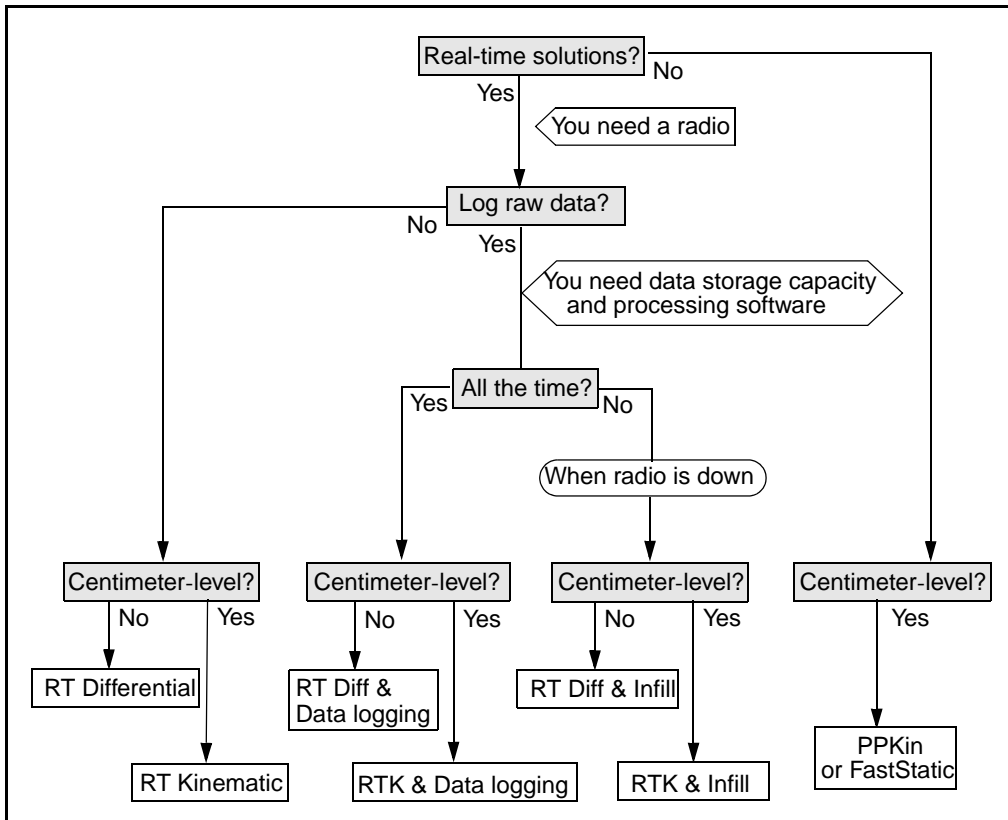 Real-time solutions?
No
Yes
You need a radio
Log raw data?
No
Yes
You need data storage capacity
and processing software
All the time?
Yes
No
When radio is down
Centimeter-level?
Centimeter-level?
Centimeter-level?
Centimeter-level?
No
Yes
No
Yes
No
Yes
Yes
RT Differential
RT Diff &
Data logging
RT Diff & Infill
PPKin
or FastStatic
RT Kinematic
RTK & Data logging
RTK & Infill